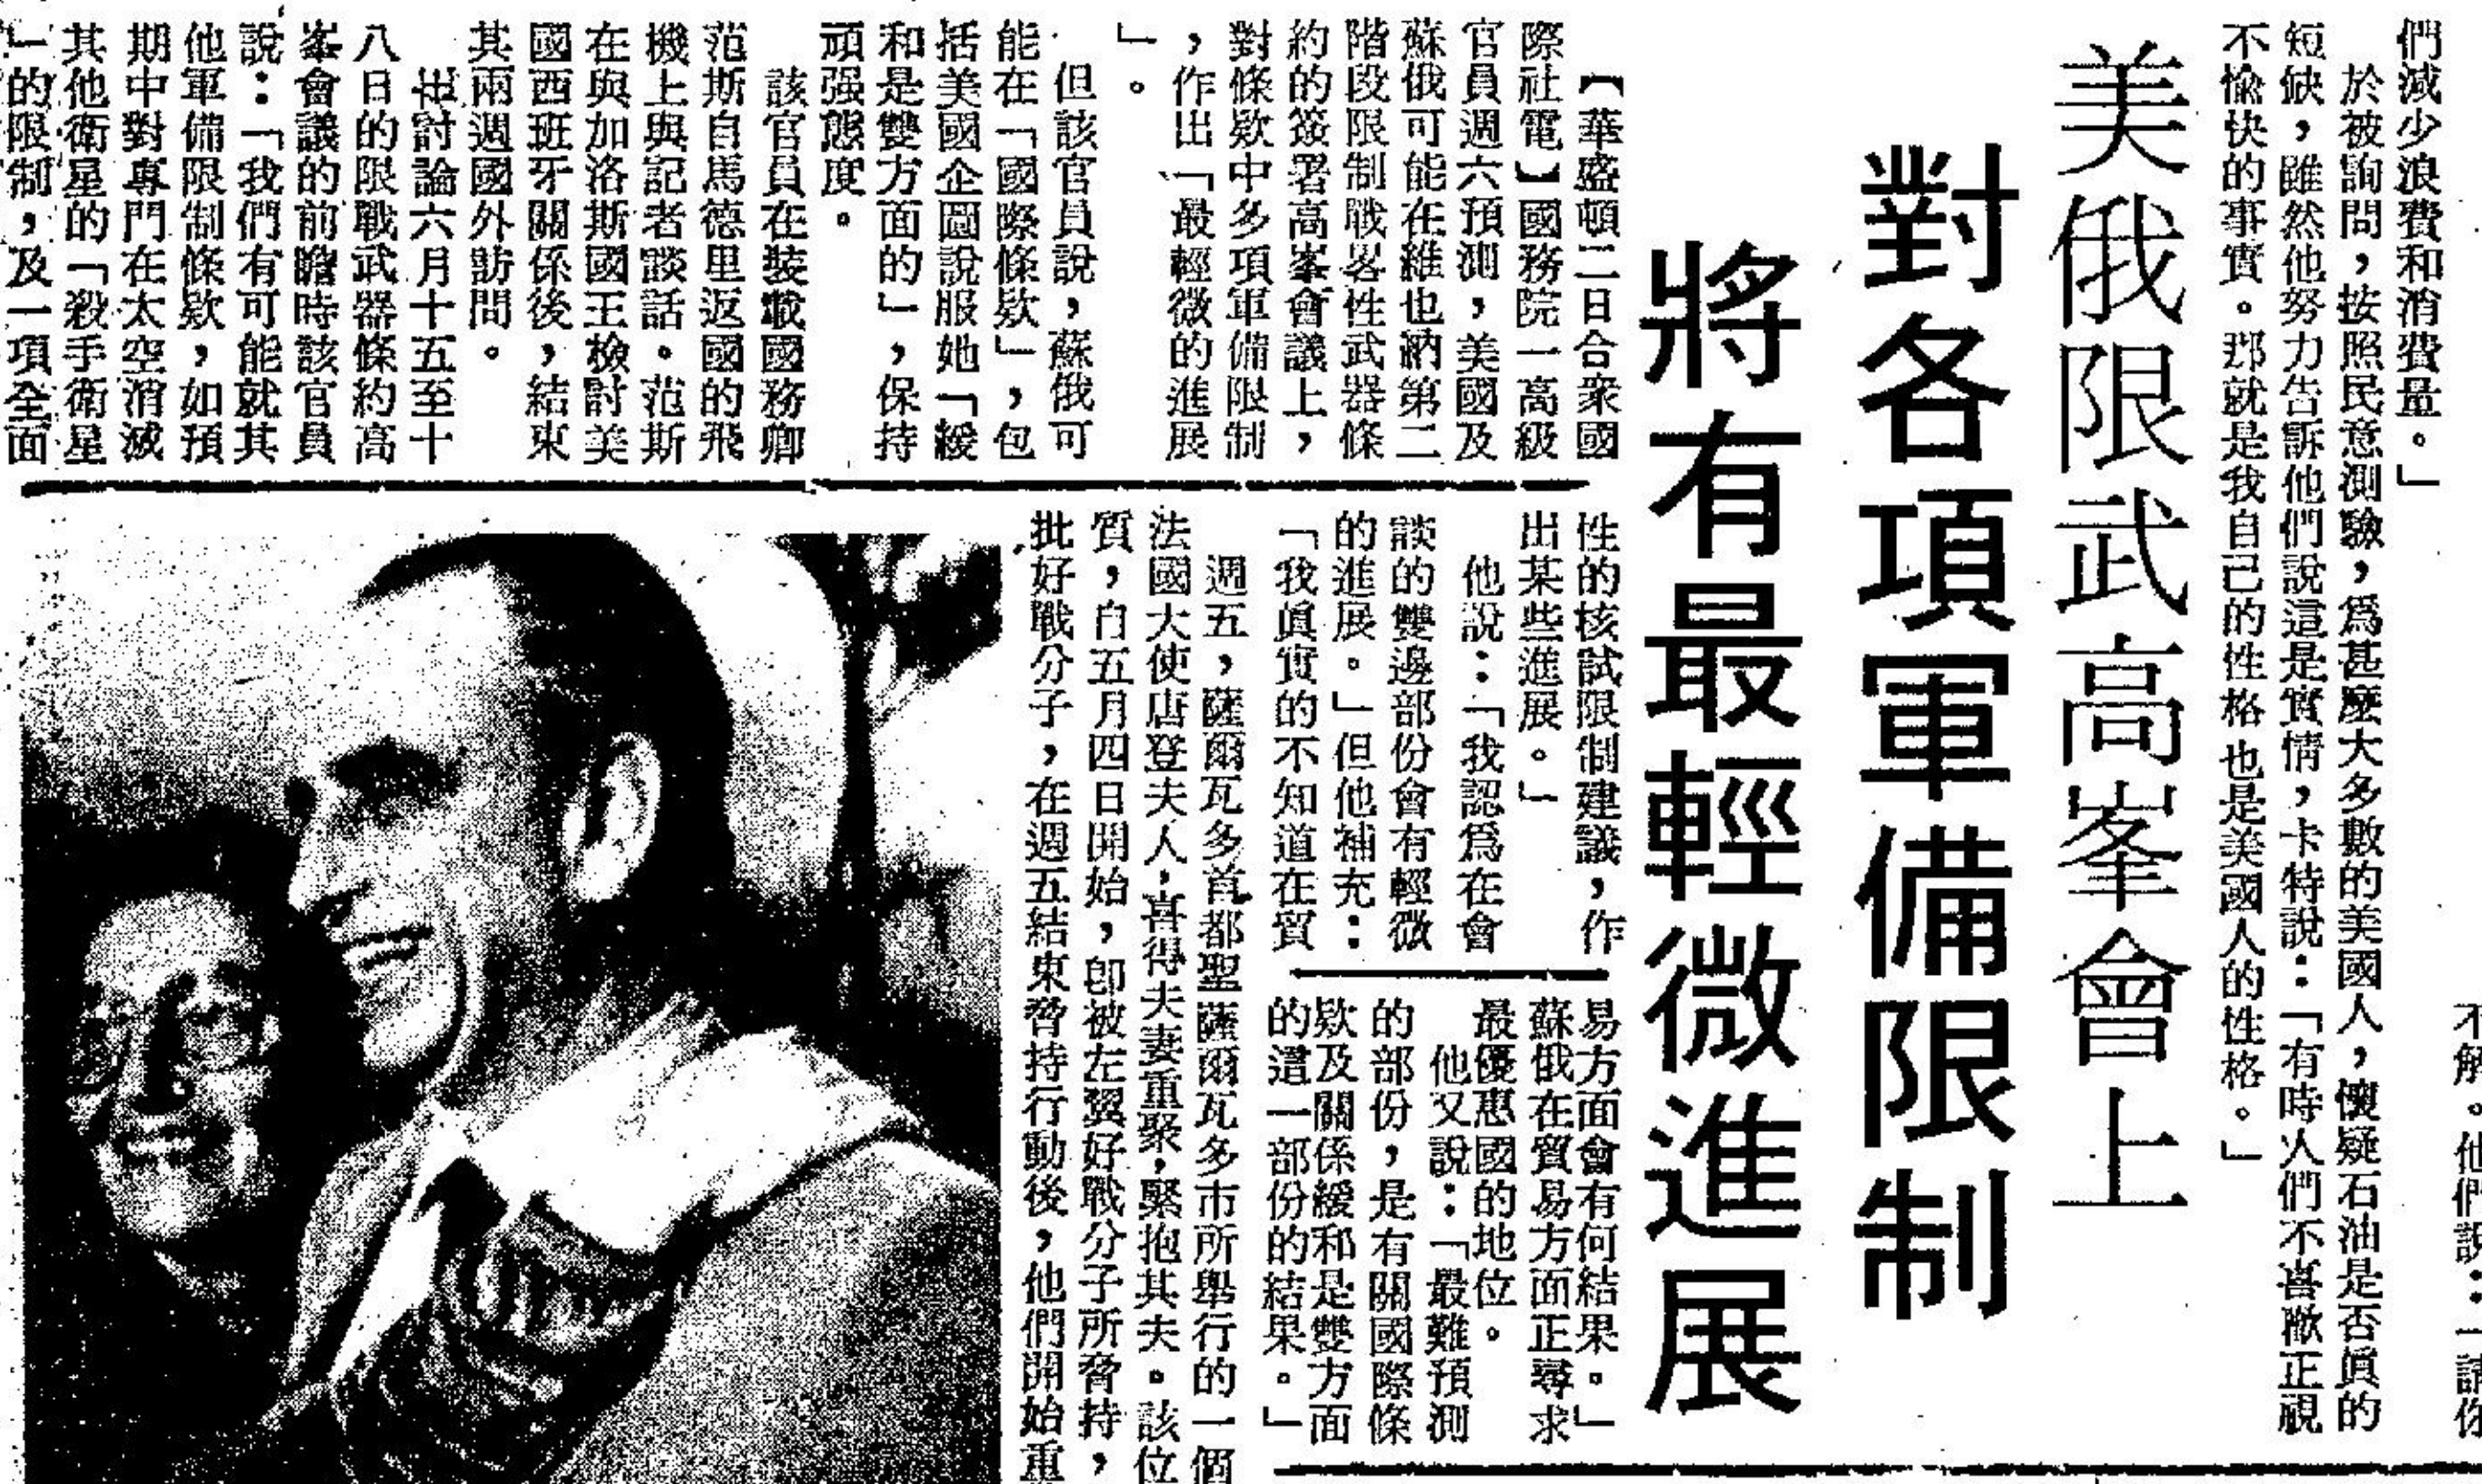 不解。他們說：「請你
們減少浪費和消費量。」
於被詢問，按照民意測驗，爲甚麼大多數的美國人，懷疑石油是否眞的
短缺，雖然他努力告訴他們說這是實情，卡特說：「有時人們不喜歡正視
不愉快的事實。那就是我自己的性格也是美國人的性格。」
美俄限武高峯會上
對各項軍備限制
將有最輕微進展
【華盛頓二日合衆國
際社電】國務院一高級
官員週六預測，美國及
蘇俄可能在維也納第二
階段限制戰畧性武器條
約的簽署高峯會議上，
對條欵中多項軍備限制
，作出「最輕微的進展
」。
但該官員說，蘇俄可
能在「國際條欵」，包
括美國企圖說服她「緩
和是雙方面的」，保持
頑强態度。
該官員在裝載國務卿
范斯自馬德里返國的飛
機上與記者談話。范斯
在與加洛斯國王檢討美
國西班牙關係後，結束
其兩週國外訪問。
出討論六月十五至十
八日的限戰武器條約高
峯會議的前瞻時該官員
說：「我們有可能就其
他軍備限制條欵，如預
期中對專門在太空消滅
其他衛星的「殺手衛星
」的限制，及一項全面
性的核試限制建議，作
出某些進展。」
他說：「我認爲在會
談的雙邊部份會有輕微
的進展。」但他補充：
「我眞實的不知道在貿
易方面會有何結果。」
蘇俄在貿易方面正尋求
最優惠國的地位。
他又說：「最難預測
的部份，是有關國際條
欵及關係緩和是雙方面
的這一部份的結果。」
週五，薩爾瓦多首都聖薩爾瓦多市所舉行的一個
法國大使唐登夫人，喜得夫妻重聚，緊抱其夫。該位
質，自五月四日開始，卽被左翼好戰分子所脅持，
批好戰分子，在週五結束脅持行動後，他們開始重